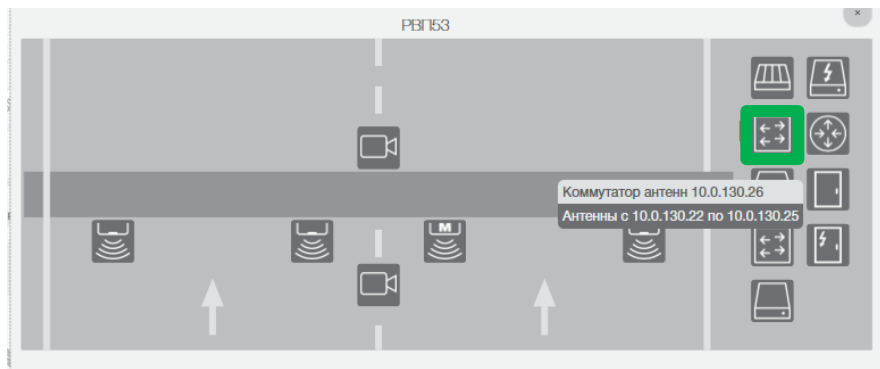 РВП53
×
Коммутатор антенн 10.0.130.26
Антенны с 10.0.130.22 по 10.0.130.25
М